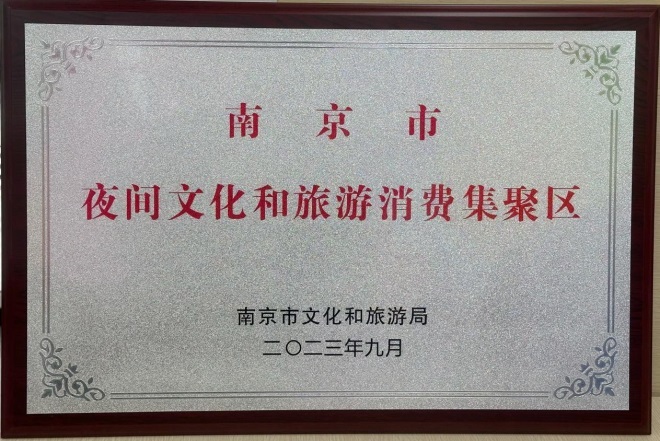 南京市
夜间文化和旅游消费集聚区
南京市文化和旅游局
二〇二三年九月